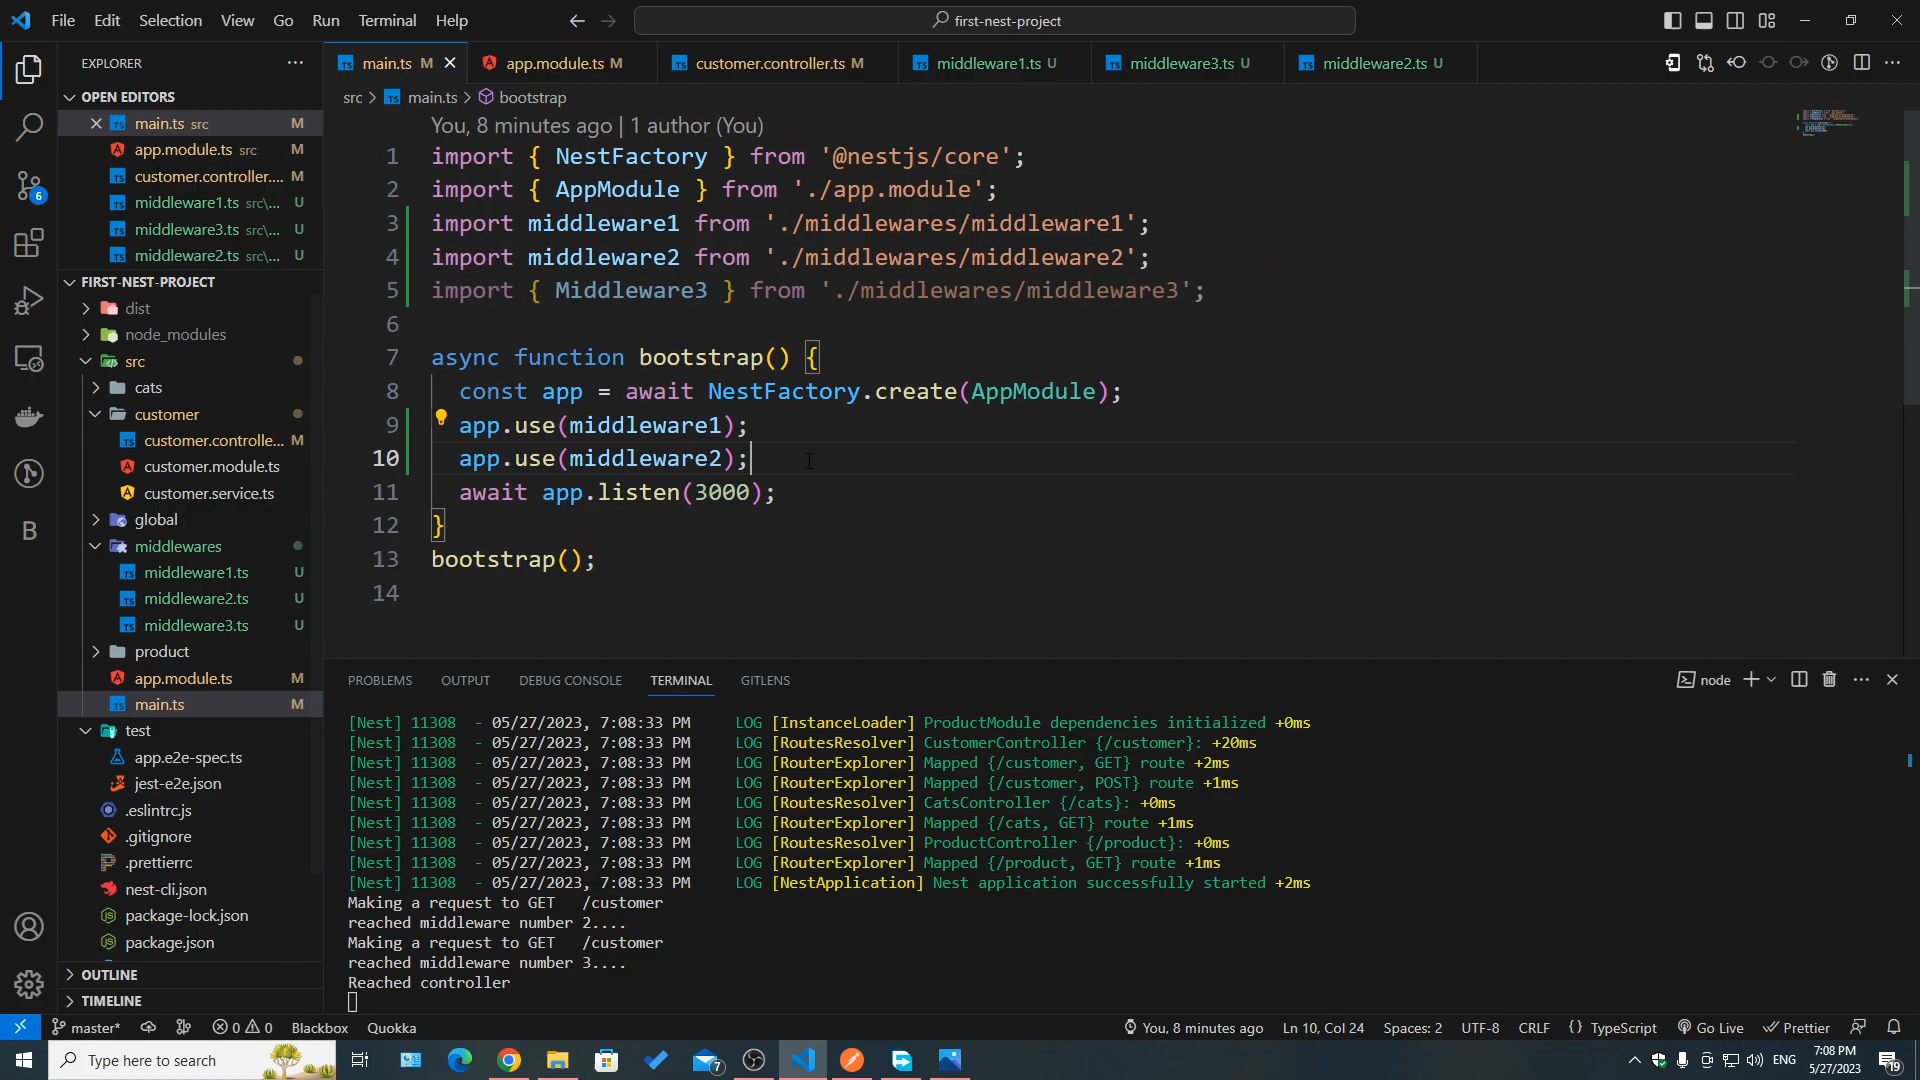 File Edit Selection View Go Run Terminal Help
first-nest-project
EXPLORER
OPEN EDITORS
main.ts src M
app.module.ts src M
customer.controller.... M
middleware1.ts src\... U
middleware3.ts src\... U
middleware2.ts src\... U
FIRST-NEST-PROJECT
dist
node_modules
src
cats
customer
customer.controlle... M
customer.module.ts
customer.service.ts
global
middlewares
middleware1.ts U
middleware2.ts U
middleware3.ts U
product
app.module.ts M
main.ts M
test
app.e2e-spec.ts
jest-e2e.json
.eslintrc.js
.gitignore
.prettierrc
nest-cli.json
package-lock.json
package.json
OUTLINE
TIMELINE
6
B
main.ts M
app.module.ts M
customer.controller.ts M
middleware1.ts U
middleware3.ts U
middleware2.ts U
src > main.ts > bootstrap
You, 8 minutes ago | 1 author (You)
1 import { NestFactory } from '@nestjs/core';
2 import { AppModule } from './app.module';
3 import middleware1 from './middlewares/middleware1';
4 import middleware2 from './middlewares/middleware2';
5 import { Middleware3 } from './middlewares/middleware3';
6
7 async function bootstrap() {
8 const app = await NestFactory.create(AppModule);
9 app.use(middleware1);
10 app.use(middleware2);
11 await app.listen(3000);
12 }
13 bootstrap();
14
PROBLEMS OUTPUT DEBUG CONSOLE TERMINAL GITLENS
node
[Nest] 11308 - 05/27/2023, 7:08:33 PM LOG [InstanceLoader] ProductModule dependencies initialized +0ms
[Nest] 11308 - 05/27/2023, 7:08:33 PM LOG [RoutesResolver] CustomerController {/customer}: +20ms
[Nest] 11308 - 05/27/2023, 7:08:33 PM LOG [RouterExplorer] Mapped {/customer, GET} route +2ms
[Nest] 11308 - 05/27/2023, 7:08:33 PM LOG [RouterExplorer] Mapped {/customer, POST} route +1ms
[Nest] 11308 - 05/27/2023, 7:08:33 PM LOG [RoutesResolver] CatsController {/cats}: +0ms
[Nest] 11308 - 05/27/2023, 7:08:33 PM LOG [RouterExplorer] Mapped {/cats, GET} route +1ms
[Nest] 11308 - 05/27/2023, 7:08:33 PM LOG [RoutesResolver] ProductController {/product}: +0ms
[Nest] 11308 - 05/27/2023, 7:08:33 PM LOG [RouterExplorer] Mapped {/product, GET} route +1ms
[Nest] 11308 - 05/27/2023, 7:08:33 PM LOG [NestApplication] Nest application successfully started +2ms
Making a request to GET /customer
reached middleware number 2....
Making a request to GET /customer
reached middleware number 3....
Reached controller
master* 0 0 Blackbox Quokka
You, 8 minutes ago Ln 10, Col 24 Spaces: 2 UTF-8 CRLF {} TypeScript Go Live Prettier
Type here to search
7
ENG
7:08 PM
5/27/2023
19